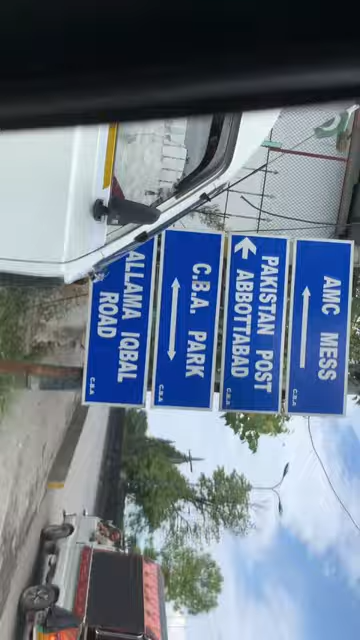 AMC MESS
C.B.A
PAKISTAN POST
ABBOTTABAD
C.B.A
C.B.A. PARK
C.B.A
ALLAMA IQBAL
ROAD
C.B.A